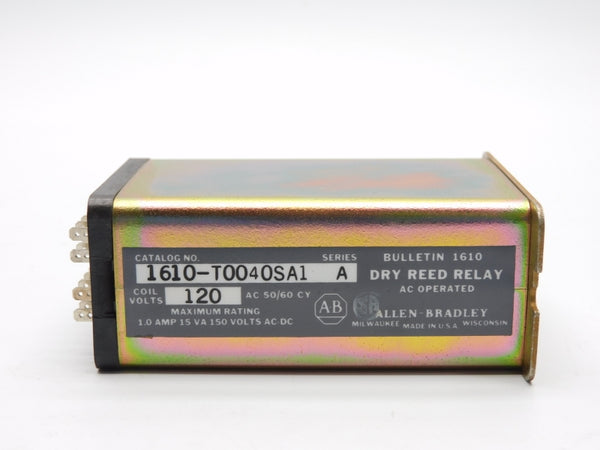 CATALOG NO. SERIES
1610-T0040SA1 A
COIL VOLTS 120 AC 50/60 CY
MAXIMUM RATING
1.0 AMP 15 VA 150 VOLTS AC-DC
BULLETIN 1610
DRY REED RELAY
AC OPERATED
AB SA
ALLEN-BRADLEY
MILWAUKEE MADE IN U.S.A. WISCONSIN